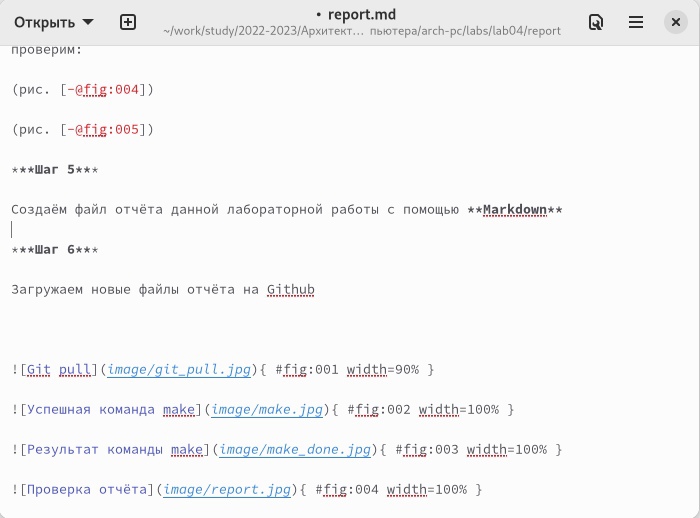 Открыть
• report.md
~/work/study/2022-2023/Архитект… пьютера/arch-pc/labs/lab04/report
проверим:
(рис. [-@fig:004])
(рис. [-@fig:005])
***Шаг 5***
Создаём файл отчёта данной лабораторной работы с помощью **Markdown**
***Шаг 6***
Загружаем новые файлы отчёта на Github
![Git pull](image/git_pull.jpg){ #fig:001 width=90% }
![Успешная команда make](image/make.jpg){ #fig:002 width=100% }
![Результат команды make](image/make_done.jpg){ #fig:003 width=100% }
![Проверка отчёта](image/report.jpg){ #fig:004 width=100% }